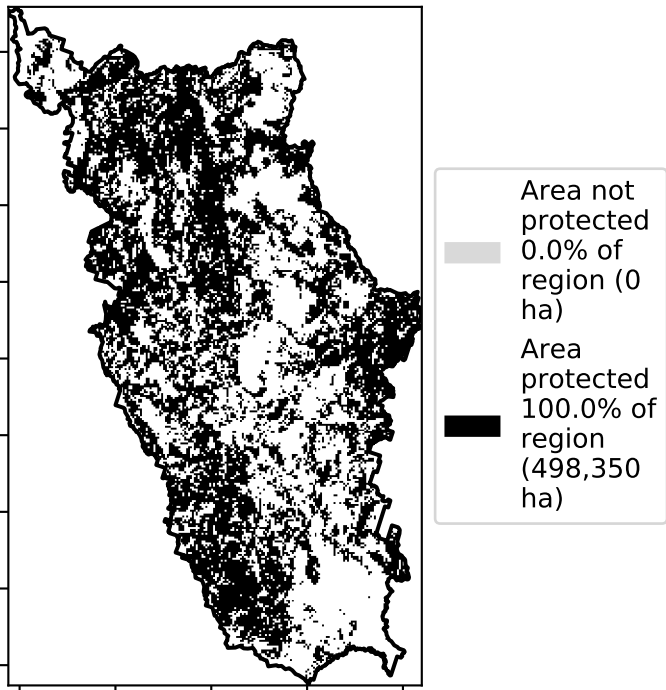 Area not
protected
0.0% of
region (0
ha)
Area
protected
100.0% of
region
(498,350
ha)